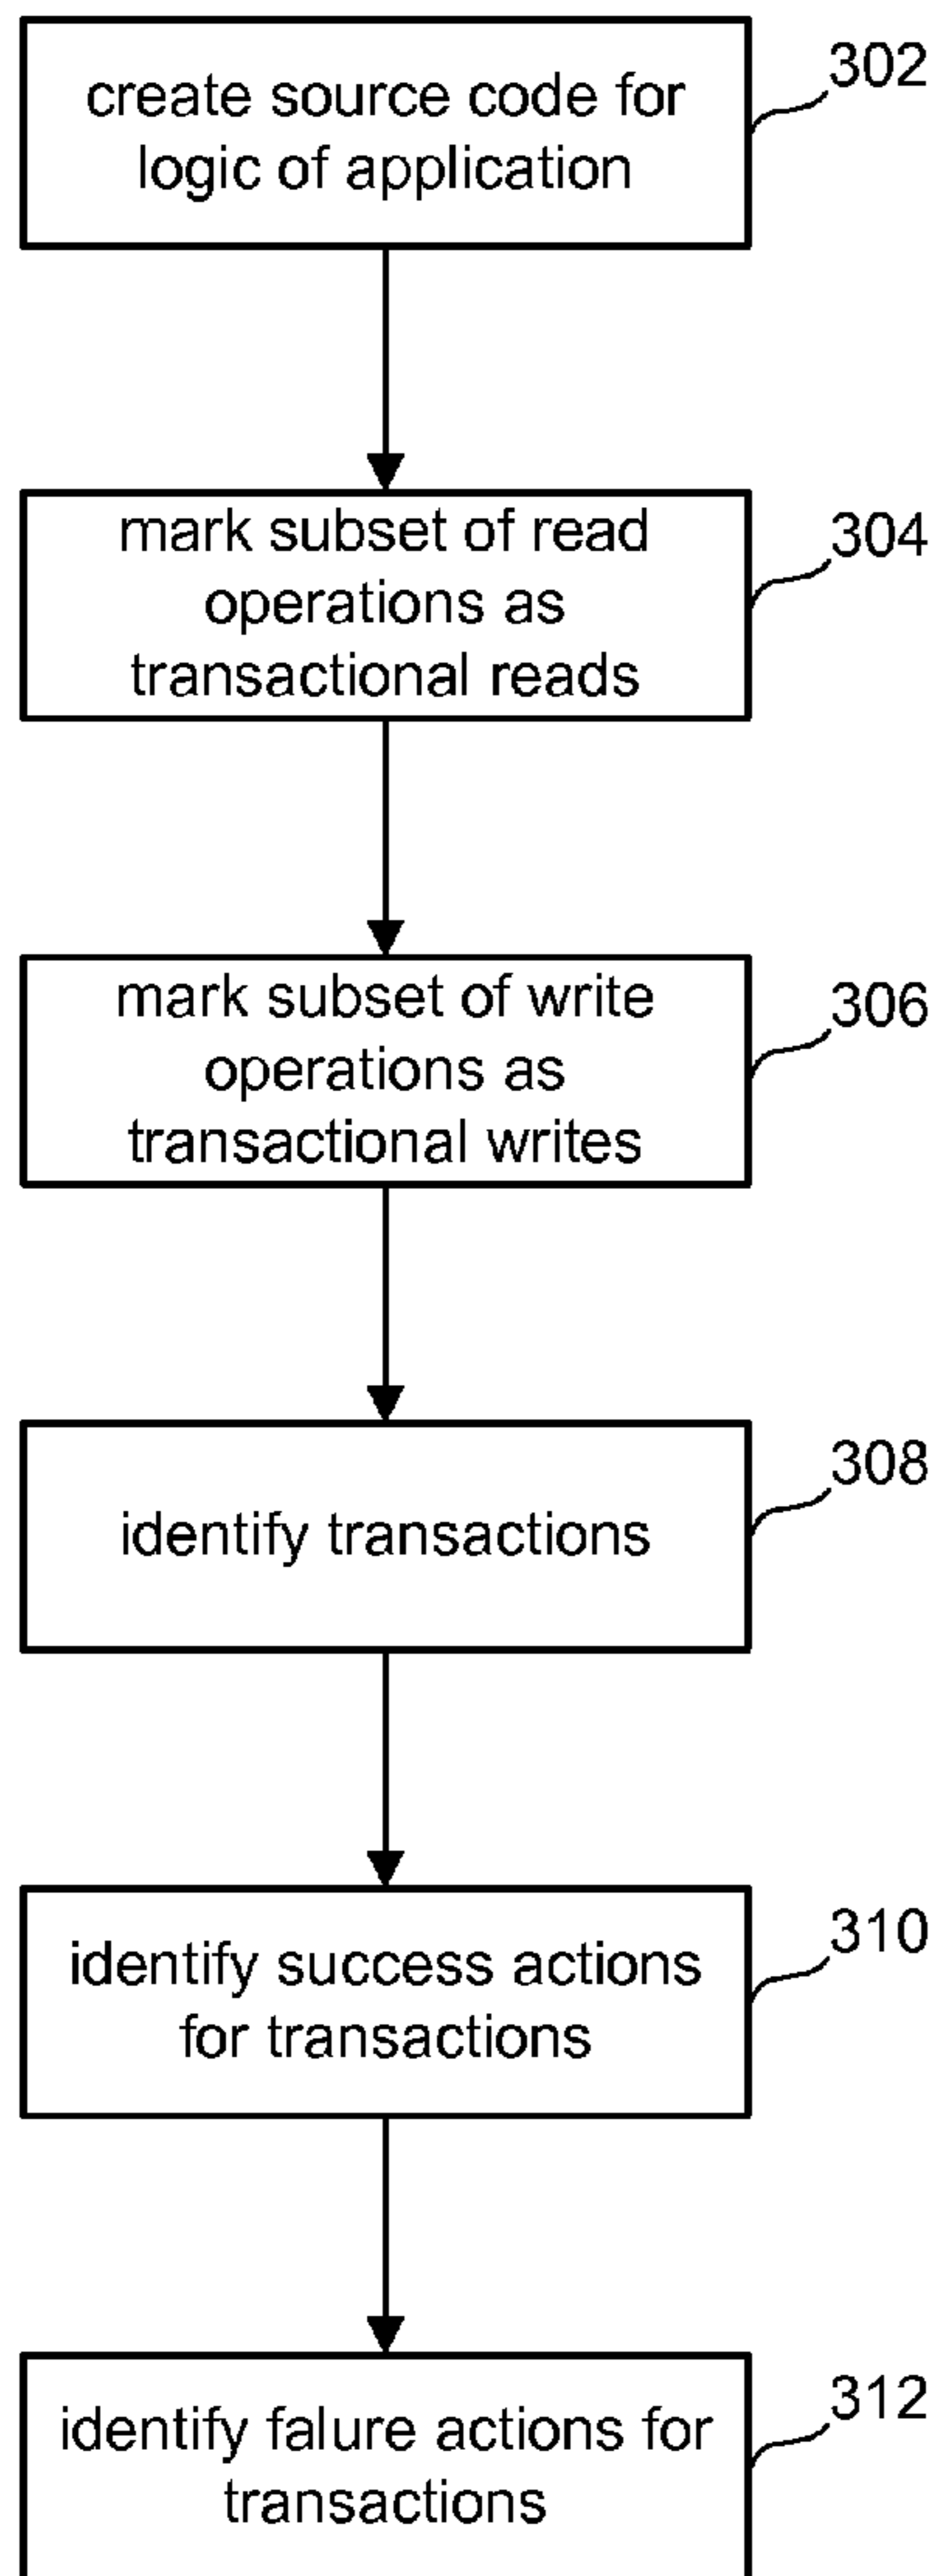 create source code for
logic of application
302
mark subset of read
operations as
transactional reads
304
mark subset of write
operations as
transactional writes
306
identify transactions
308
identify success actions
for transactions
310
identify falure actions for
transactions
312